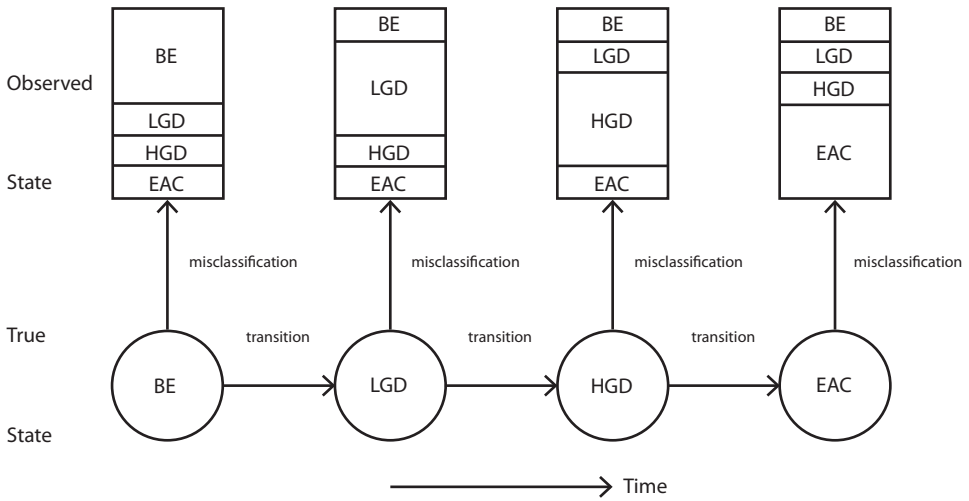 BE
BE
BE
BE
LGD
LGD
Observed
LGD
HGD
HGD
LGD
HGD
HGD
EAC
State
EAC
EAC
EAC
misclassification
misclassification
misclassification
misclassification
True
transition
transition
transition
BE
LGD
HGD
EAC
State
Time